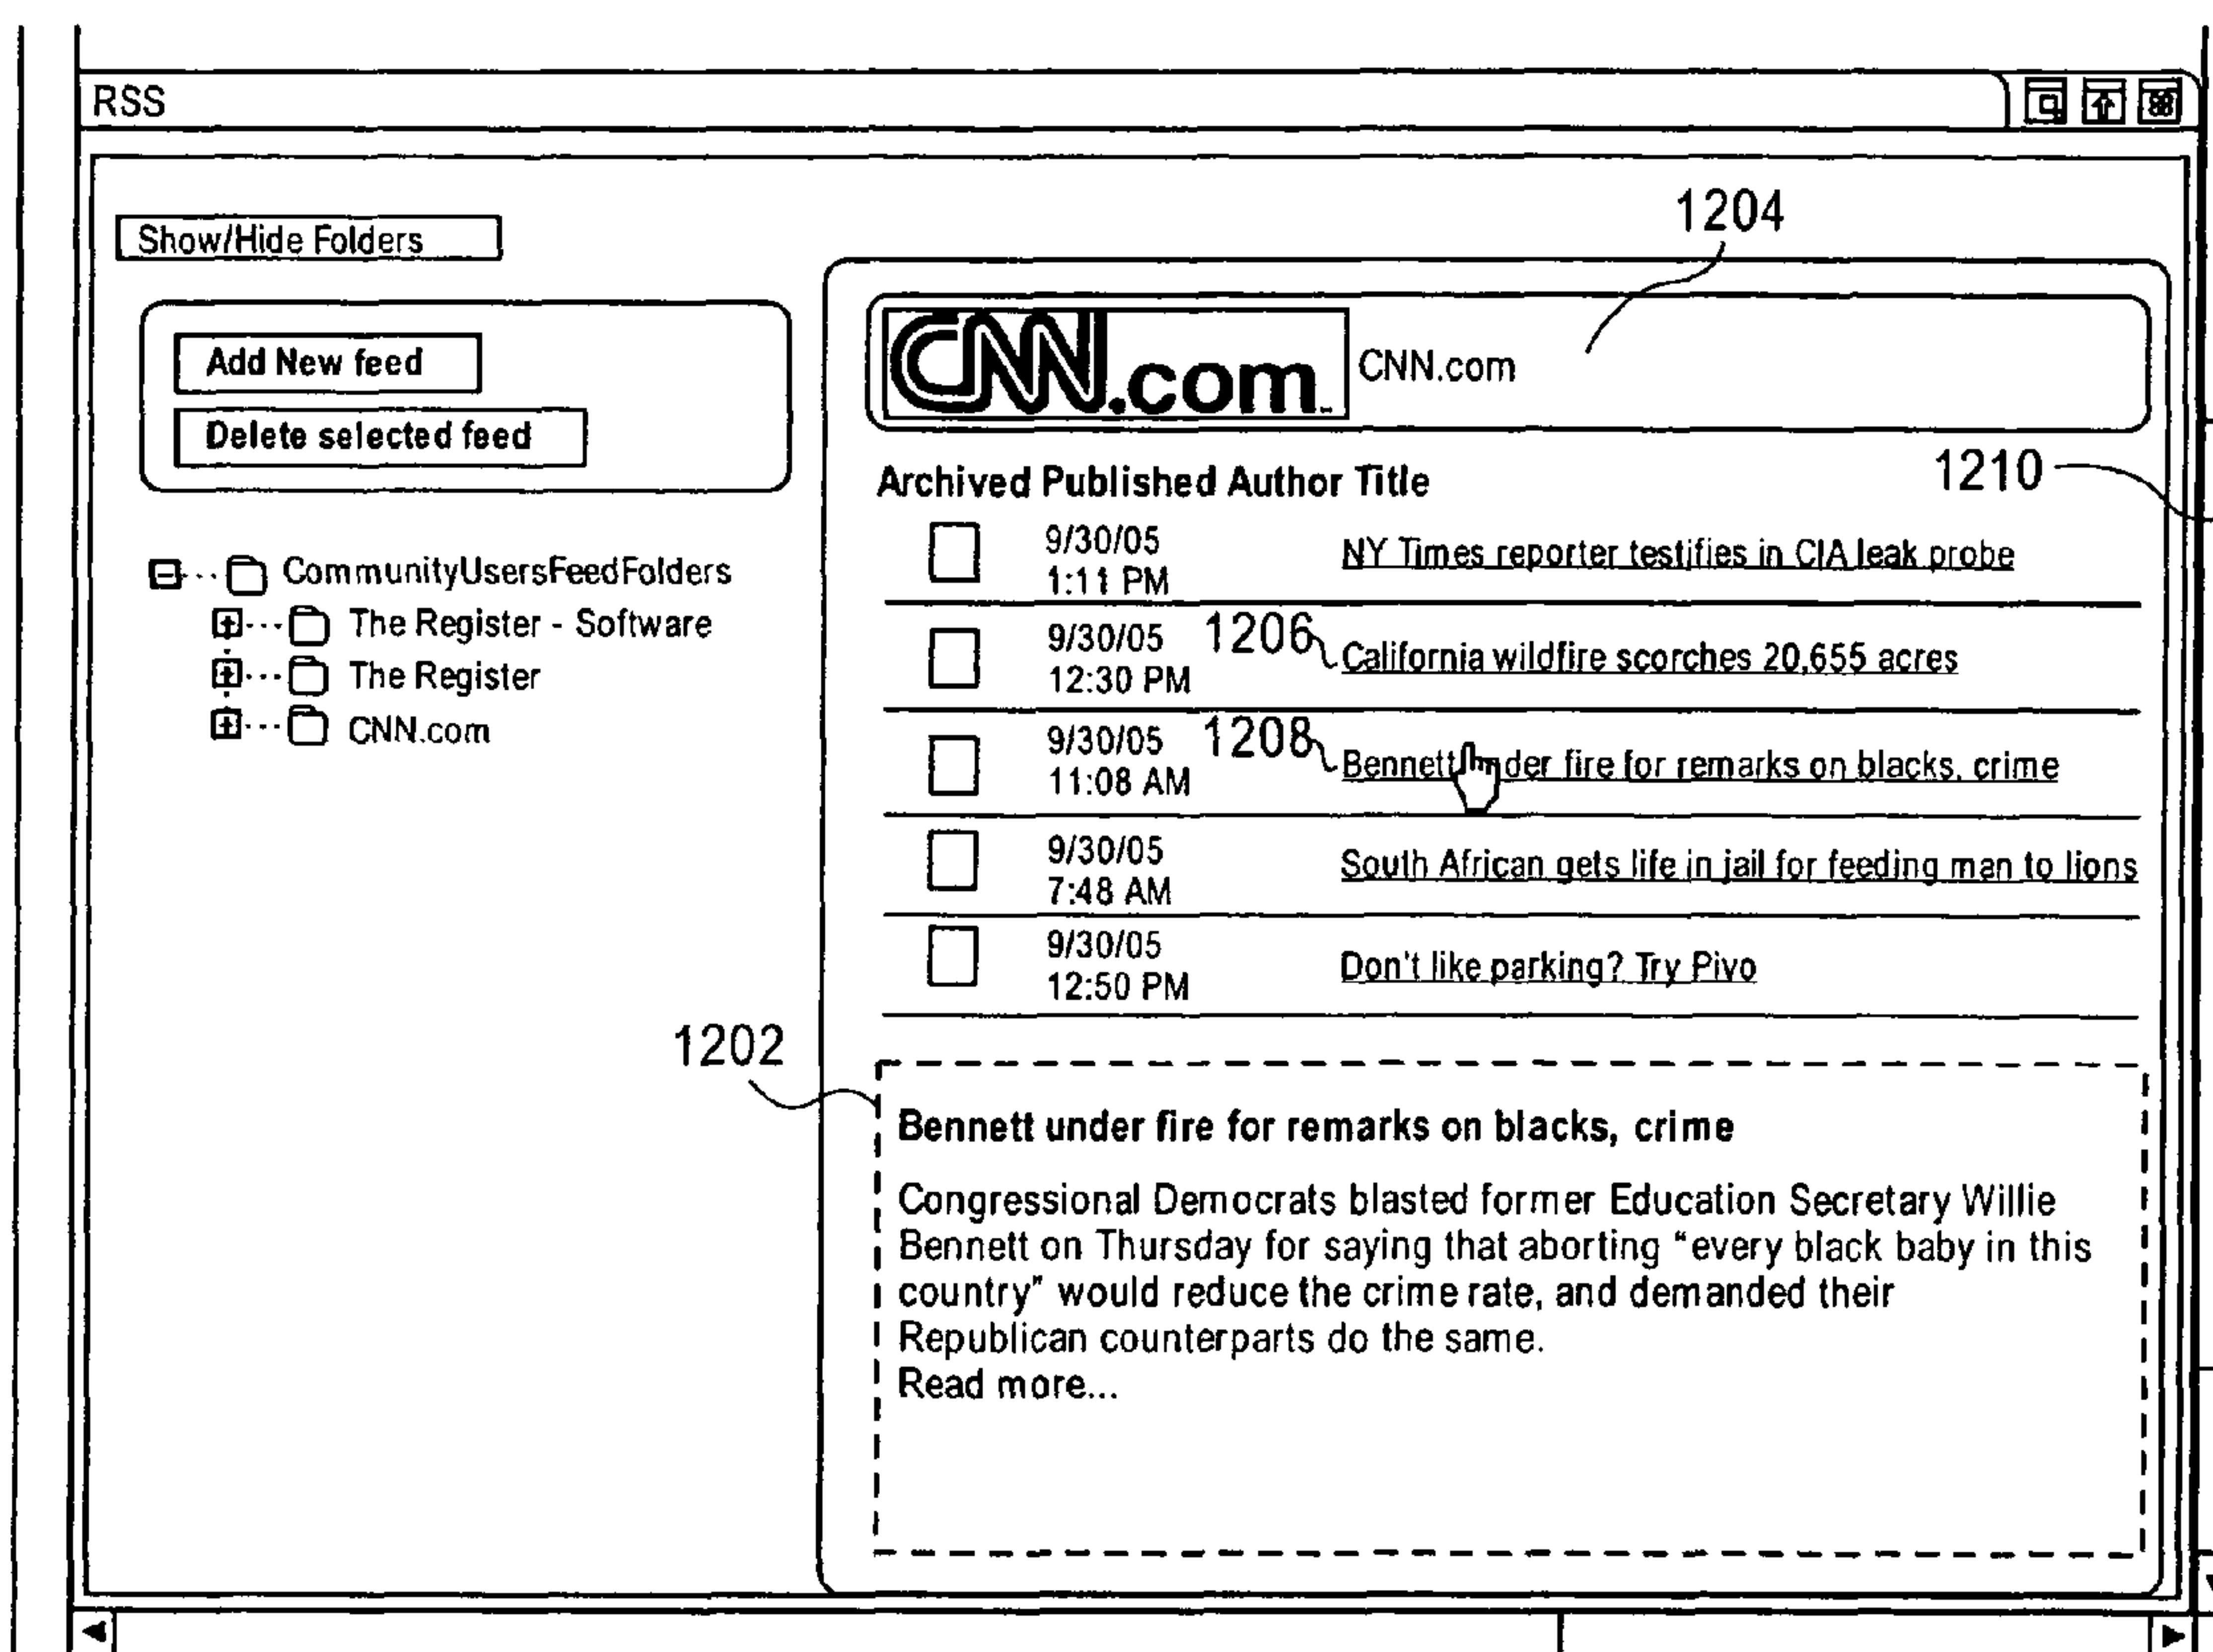 RSS
1204
Show/Hide Folders
CNN.com CNN.com
Add New feed
Delete selected feed
1210
Archived Published Author Title
9/30/05
1:11 PM
NY Times reporter testifies in CIA leak probe
CommunityUsersFeedFolders
The Register - Software
The Register
CNN.com
9/30/05
12:30 PM
1206
California wildfire scorches 20,655 acres
9/30/05
11:08 AM
1208
Bennett under fire for remarks on blacks, crime
9/30/05
7:48 AM
South African gets life in jail for feeding man to lions
9/30/05
12:50 PM
Don't like parking? Try Pivo
1202
Bennett under fire for remarks on blacks, crime
Congressional Democrats blasted former Education Secretary Willie
Bennett on Thursday for saying that aborting "every black baby in this
country" would reduce the crime rate, and demanded their
Republican counterparts do the same.
Read more...